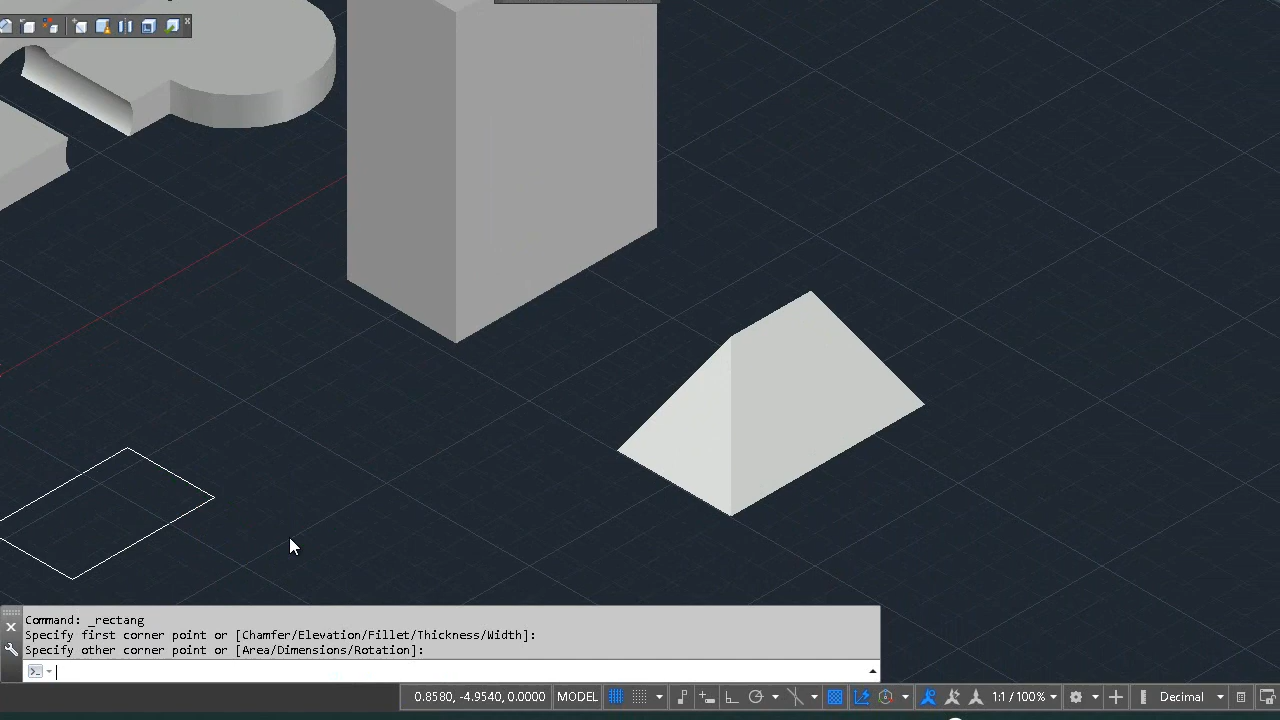 Command: _rectang
Specify first corner point or [Chamfer/Elevation/Fillet/Thickness/Width]:
Specify other corner point or [Area/Dimensions/Rotation]:
0.8580, -4.9540, 0.0000 MODEL 1:1 / 100% Decimal